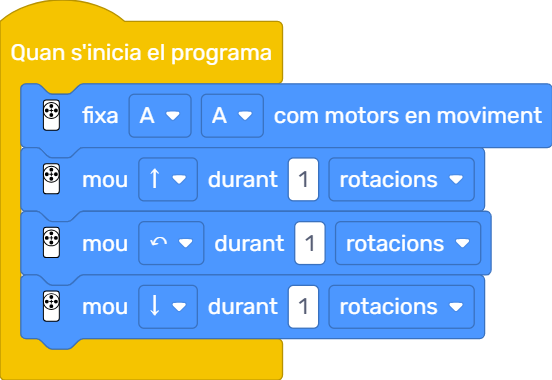 Quan s'inicia el programa
fixa A A com motors en moviment
mou ↑ durant 1 rotacions
mou ↶ durant 1 rotacions
mou ↓ durant 1 rotacions